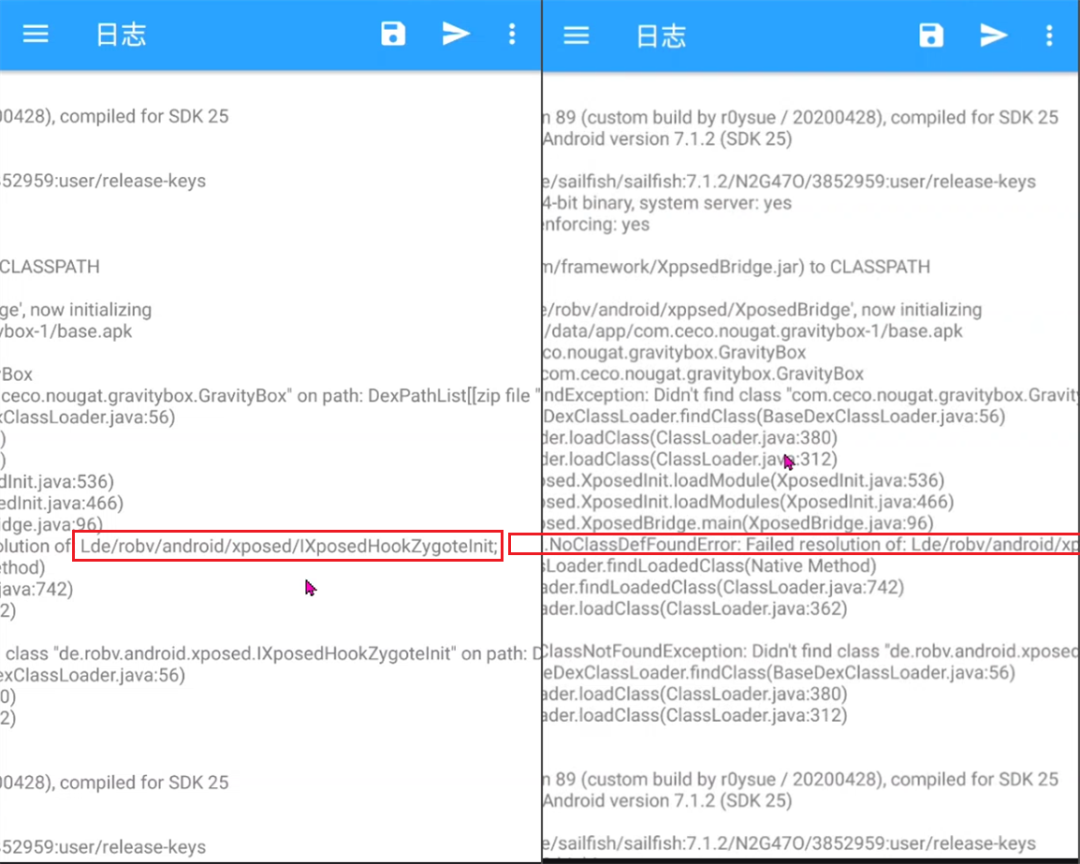 日志
00428), compiled for SDK 25
352959:user/release-keys
CLASSPATH
ge', now initializing
ybox-1/base.apk
yBox
ceco.nougat.gravitybox.GravityBox" on path: DexPathList[[zip file "
xClassLoader.java:56)
)
)
dInit.java:536)
edInit.java:466)
dge.java:96)
olution of Lde/robv/android/xposed/IXposedHookZygoteInit;
ethod)
java:742)
2)
class "de.robv.android.xposed.IXposedHookZygoteInit" on path: D
exClassLoader.java:56)
0)
2)
00428), compiled for SDK 25
3852959:user/release-keys
日志
n 89 (custom build by r0ysue / 20200428), compiled for SDK 25
Android version 7.1.2 (SDK 25)
e/sailfish/sailfish:7.1.2/N2G47O/3852959:user/release-keys
4-bit binary, system server: yes
nforcing: yes
m/framework/XppsedBridge.jar) to CLASSPATH
e/robv/android/xppsed/XposedBridge', now initializing
/data/app/com.ceco.nougat.gravitybox-1/base.apk
co.nougat.gravitybox.GravityBox
com.ceco.nougat.gravitybox.GravityBox
ndException: Didn't find class "com.ceco.nougat.gravitybox.Gravity
DexClassLoader.findClass(BaseDexClassLoader.java:56)
der.loadClass(ClassLoader.java:380)
der.loadClass(ClassLoader.java:312)
osed.XposedInit.loadModule(XposedInit.java:536)
osed.XposedInit.loadModules(XposedInit.java:466)
osed.XposedBridge.main(XposedBridge.java:96)
.NoClassDefFoundError: Failed resolution of: Lde/robv/android/xp
sLoader.findLoadedClass(Native Method)
ader.findLoadedClass(ClassLoader.java:742)
ader.loadClass(ClassLoader.java:362)
ClassNotFoundException: Didn't find class "de.robv.android.xposed
eDexClassLoader.findClass(BaseDexClassLoader.java:56)
ader.loadClass(ClassLoader.java:380)
ader.loadClass(ClassLoader.java:312)
n 89 (custom build by r0ysue / 20200428), compiled for SDK 25
Android version 7.1.2 (SDK 25)
e/sailfish/sailfish:7.1.2/N2G47O/3852959:user/release-keys